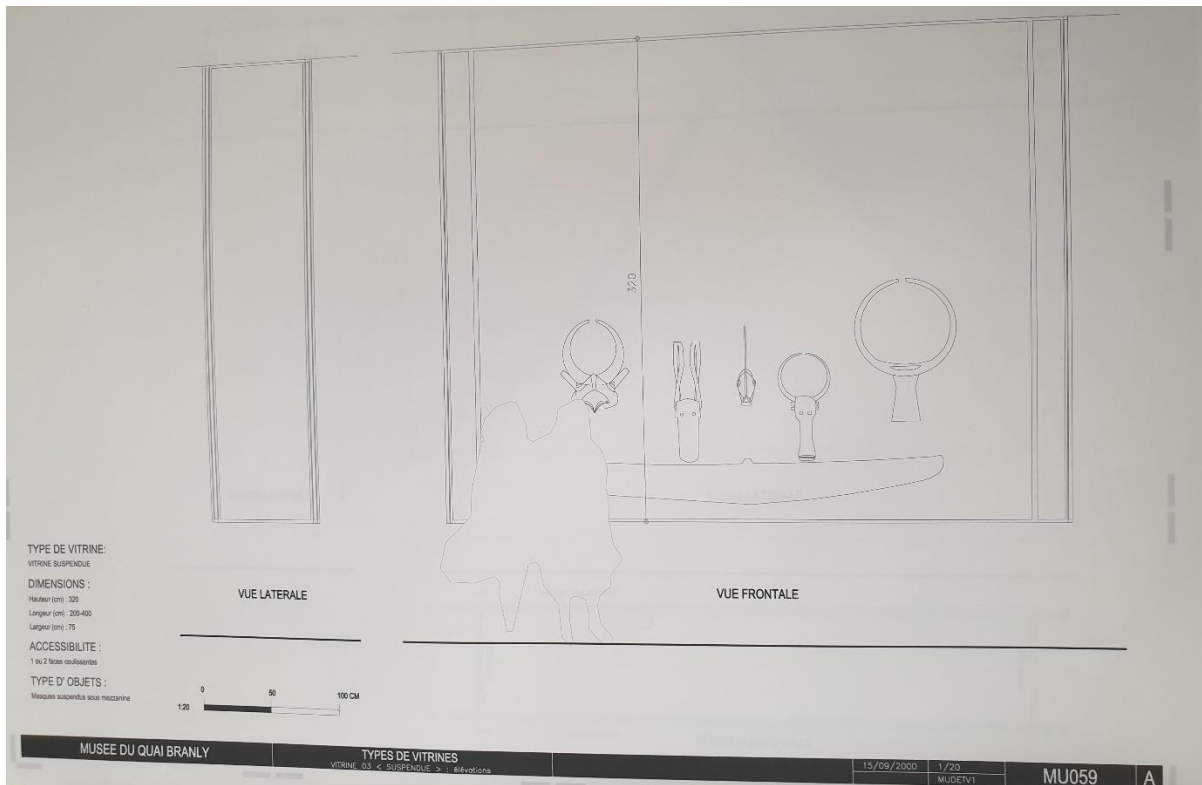 320
TYPE DE VITRINE:
VITRINE SUSPENDUE
DIMENSIONS :
Hauteur (cm) : 320
Longeur (cm) : 200-400
Largeur (cm) : 75
ACCESSIBILITE :
1 ou 2 faces coulissantes
TYPE D' OBJETS :
Masques suspendus sous mezzanine
VUE LATERALE
VUE FRONTALE
0 50 100 CM
1:20
MUSEE DU QUAI BRANLY
TYPES DE VITRINES
VITRINE 03 < SUSPENDUE > : élévations
15/09/2000
1/20
MUDETV1
MU059
A